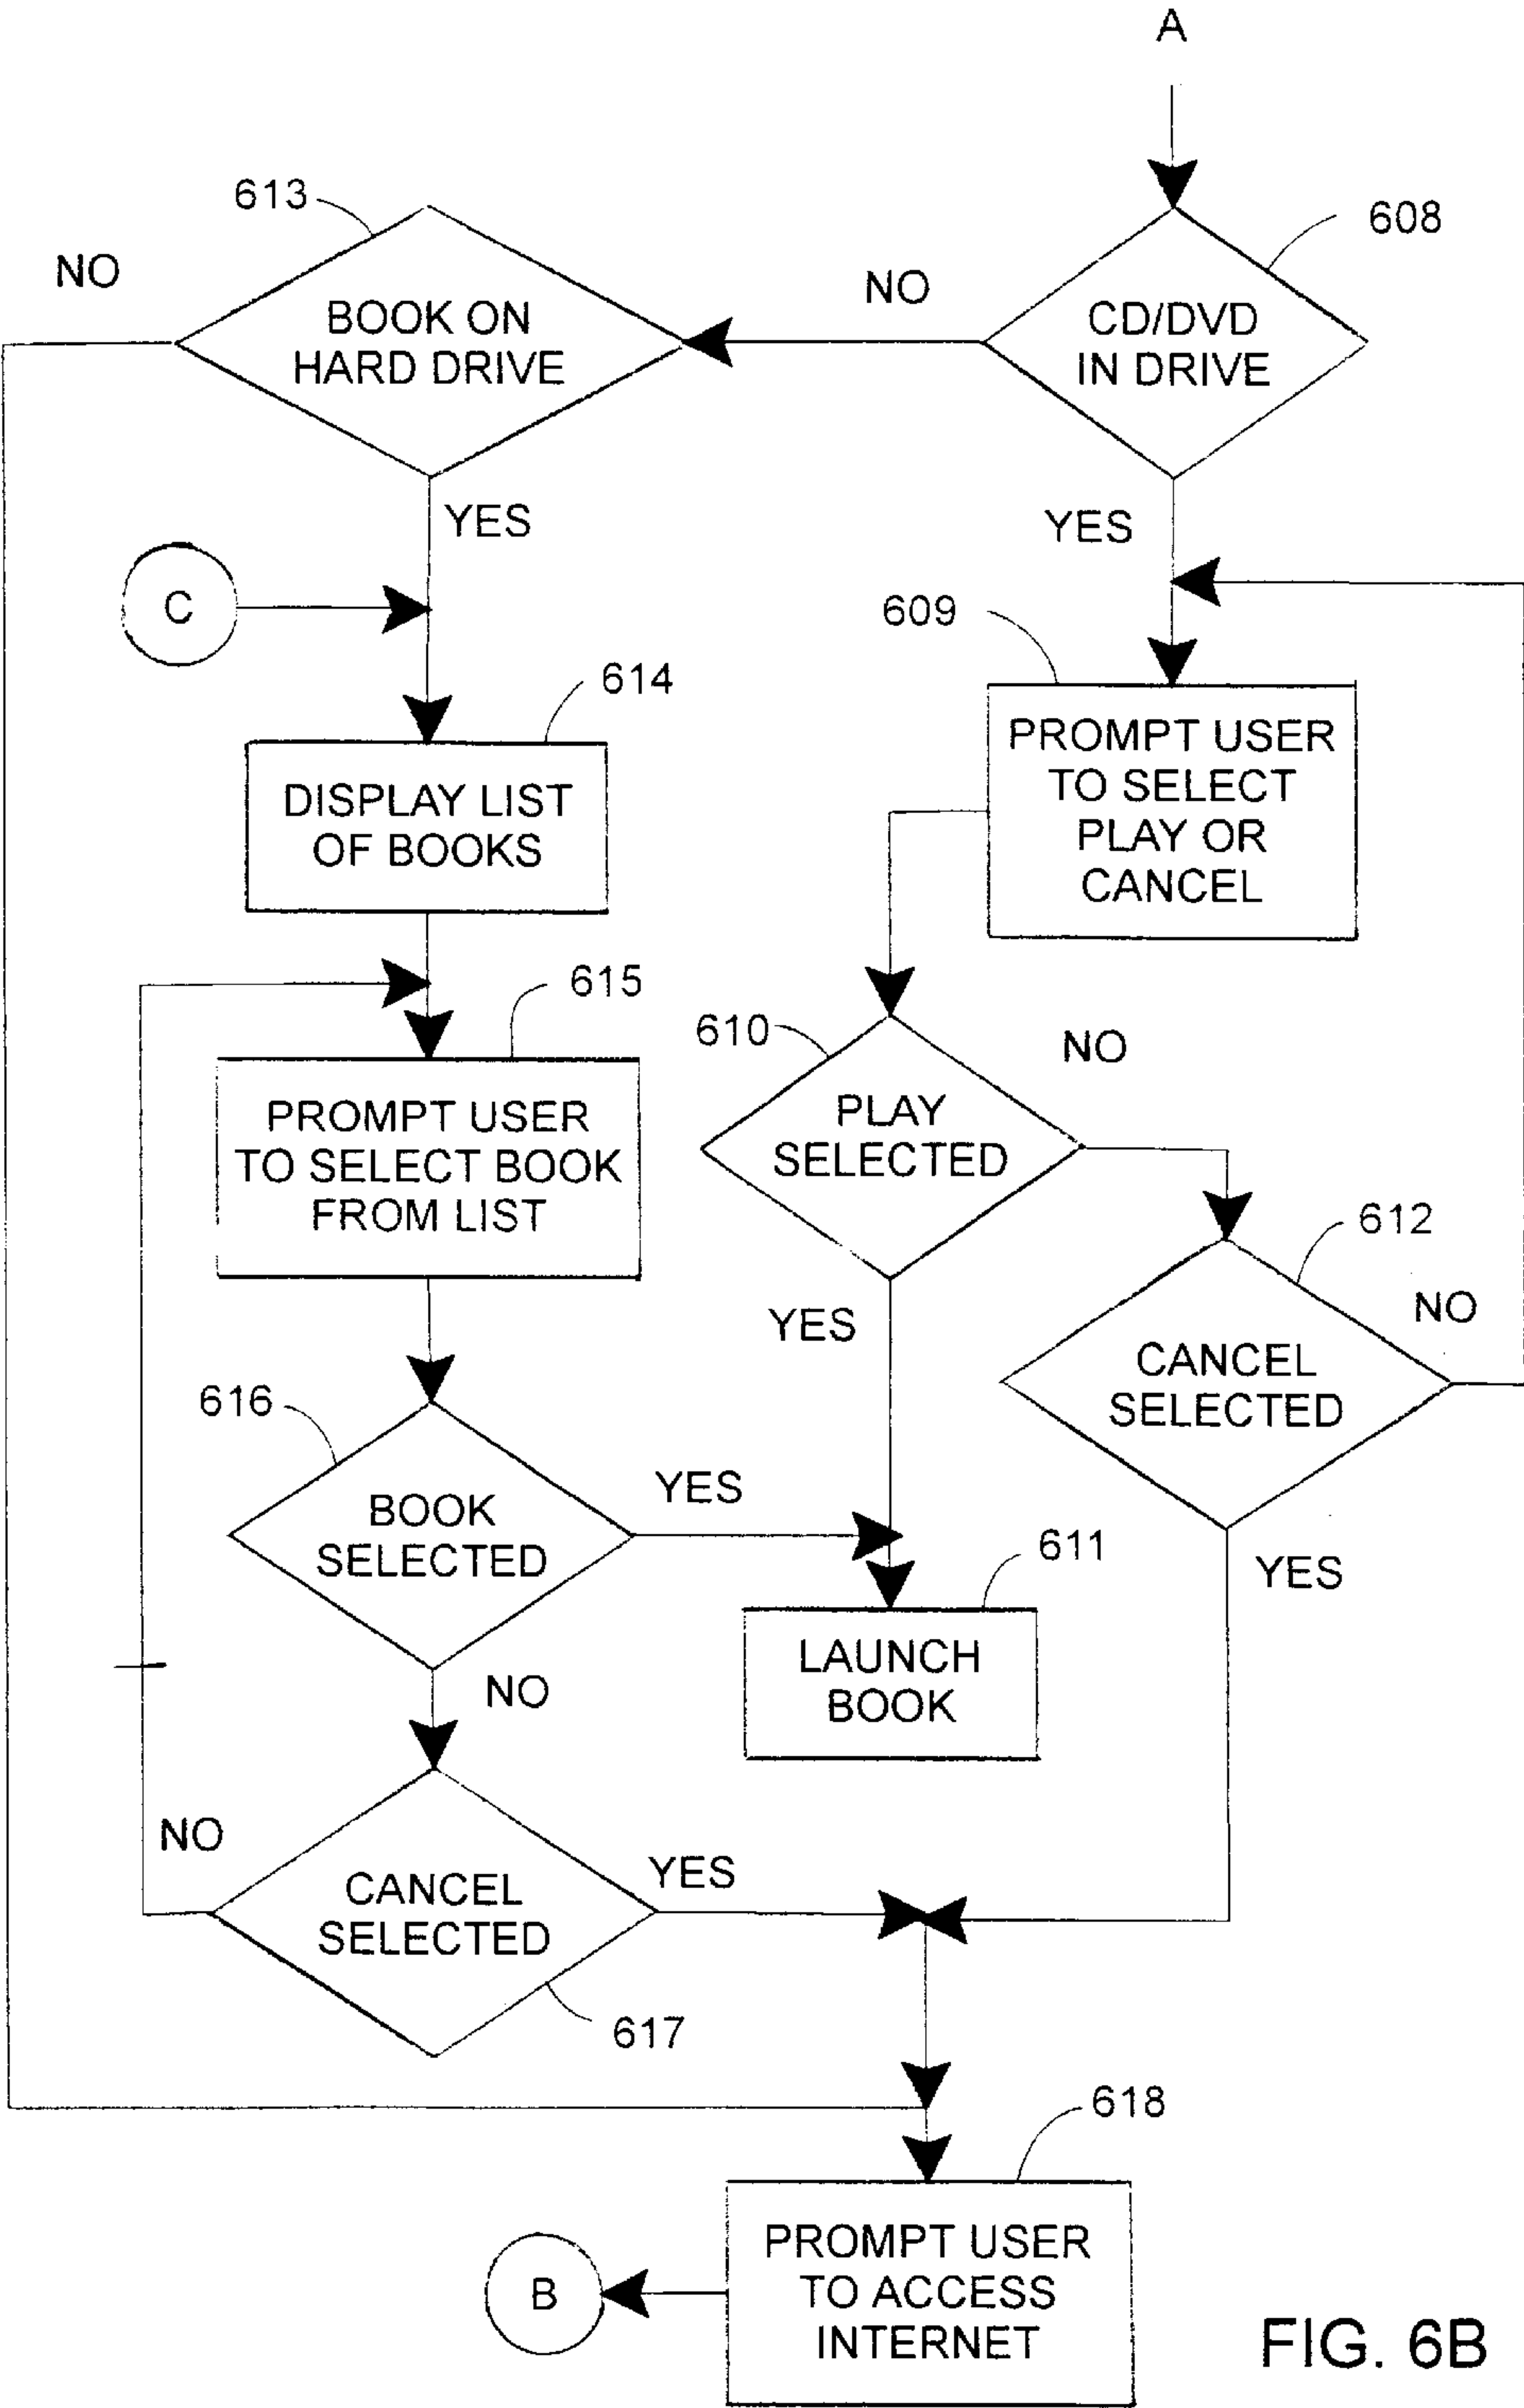 A
613
608
NO
NO
BOOK ON
HARD DRIVE
CD/DVD
IN DRIVE
YES
YES
C
609
614
PROMPT USER
TO SELECT
PLAY OR
CANCEL
DISPLAY LIST
OF BOOKS
615
610
NO
PROMPT USER
TO SELECT BOOK
FROM LIST
PLAY
SELECTED
612
NO
YES
CANCEL
SELECTED
616
YES
BOOK
SELECTED
611
YES
LAUNCH
BOOK
NO
NO
YES
CANCEL
SELECTED
617
618
PROMPT USER
TO ACCESS
INTERNET
B
FIG. 6B